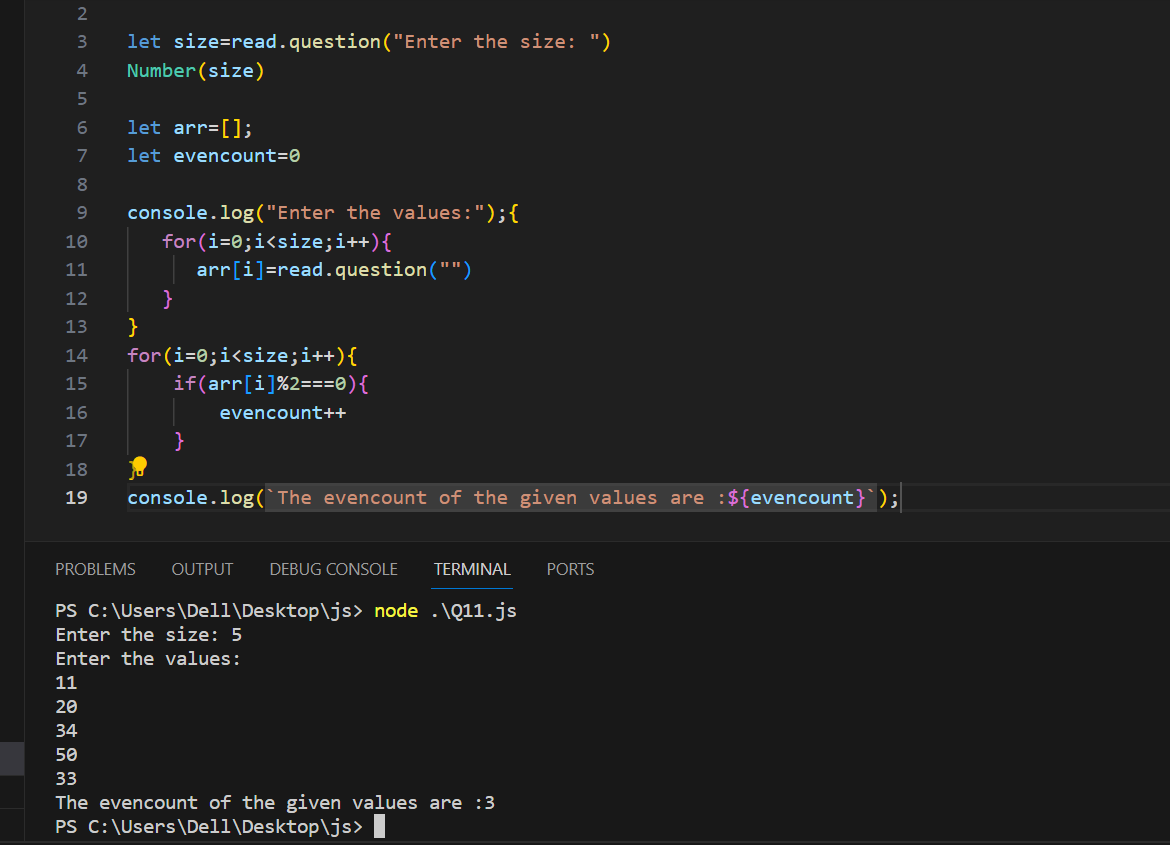 2
3 let size=read.question("Enter the size: ")
4 Number(size)
5
6 let arr=[];
7 let evencount=0
8
9 console.log("Enter the values:");{
10 for(i=0;i<size;i++){
11 arr[i]=read.question("")
12 }
13 }
14 for(i=0;i<size;i++){
15 if(arr[i]%2===0){
16 evencount++
17 }
18 }
19 console.log(`The evencount of the given values are :${evencount}`);
PROBLEMS OUTPUT DEBUG CONSOLE TERMINAL PORTS
PS C:\Users\Dell\Desktop\js> node .\Q11.js
Enter the size: 5
Enter the values:
11
20
34
50
33
The evencount of the given values are :3
PS C:\Users\Dell\Desktop\js>